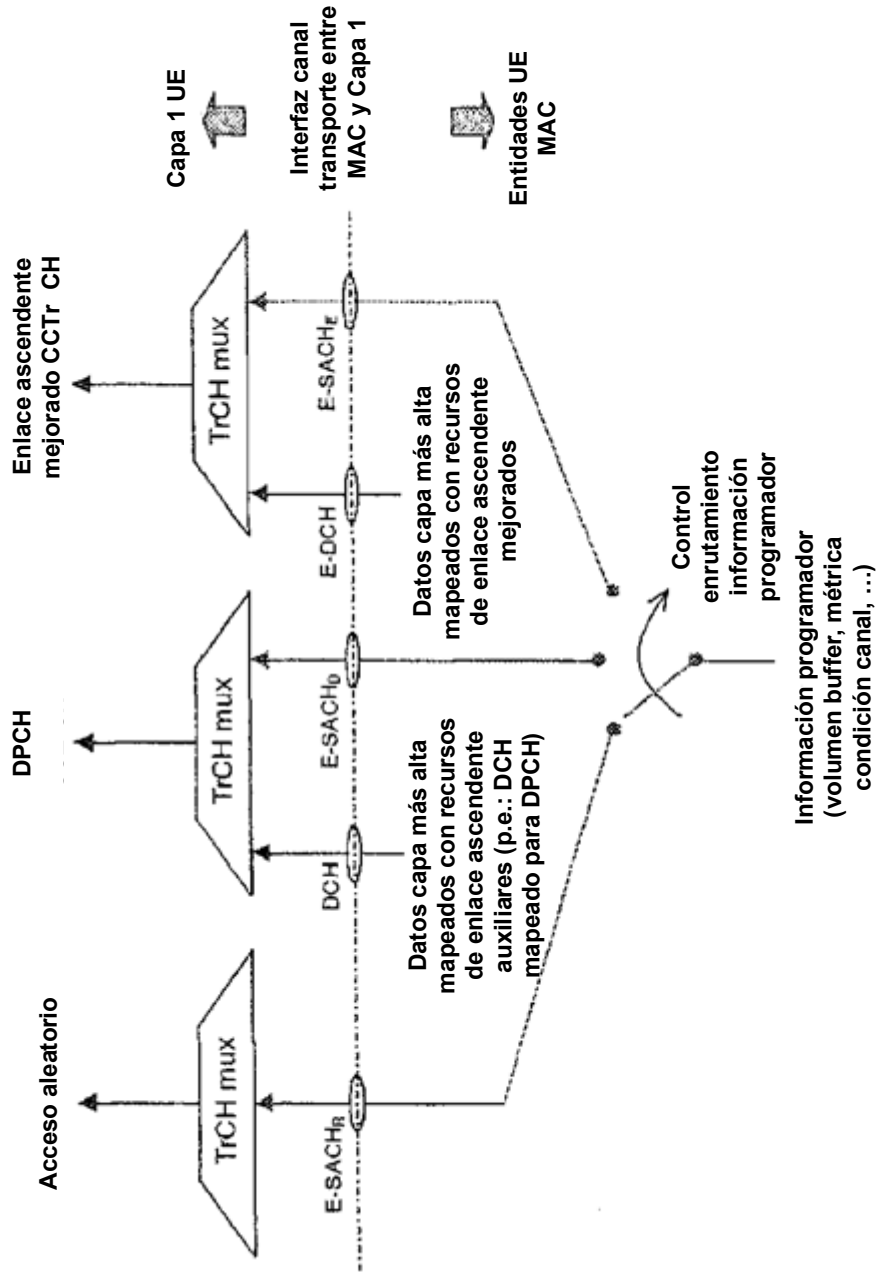 Acceso aleatorio
DPCH
Enlace ascendente
mejorado CCTr CH
TrCH mux
TrCH mux
TrCH mux
Capa 1 UE
E-SACHR
DCH
E-SACHD
E-DCH
E-SACHE
Interfaz canal
transporte entre
MAC y Capa 1
Datos capa más alta
mapeados con recursos
de enlace ascendente
auxiliares (p.e.: DCH
mapeado para DPCH)
Datos capa más alta
mapeados con recursos
de enlace ascendente
mejorados
Entidades UE
MAC
Control
enrutamiento
información
programador
Información programador
(volumen buffer, métrica
condición canal, ...)